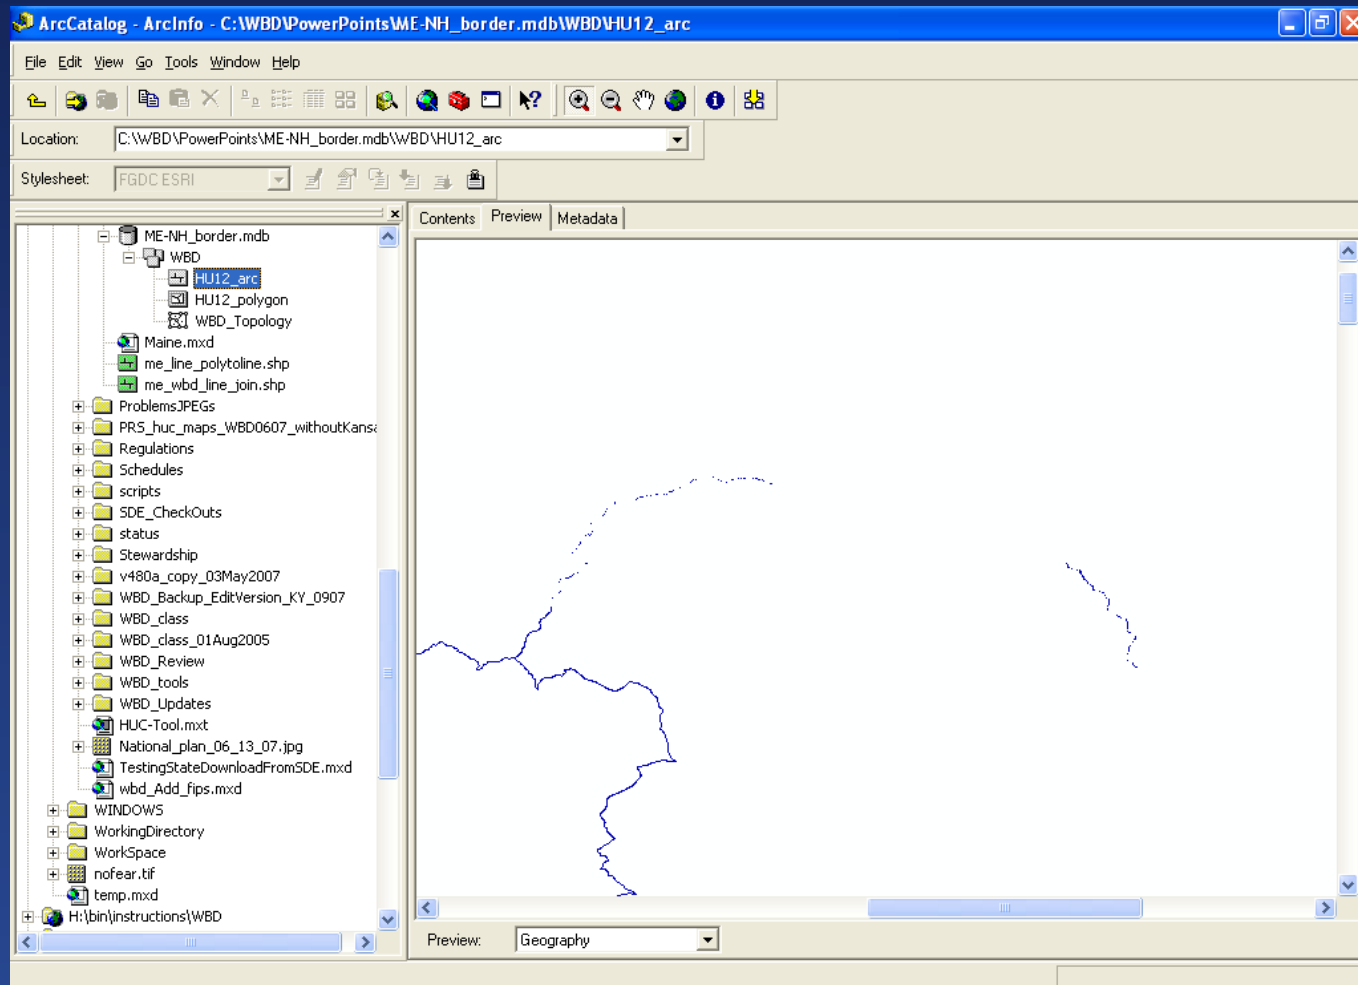 ArcCatalog - ArcInfo - C:\WBD\PowerPoints\ME-NH_border.mdb\WBD\HU12_arc
File Edit View Go Tools Window Help
Location: C:\WBD\PowerPoints\ME-NH_border.mdb\WBD\HU12_arc
Stylesheet: FGDC ESRI
Contents Preview Metadata
ME-NH_border.mdb
WBD
HU12_arc
HU12_polygon
WBD_Topology
Maine.mxd
me_line_polytoline.shp
me_wbd_line_join.shp
ProblemsJPEGs
PRS_huc_maps_WBD0607_withoutKansa
Regulations
Schedules
scripts
SDE_CheckOuts
status
Stewardship
v480a_copy_03May2007
WBD_Backup_EditVersion_KY_0907
WBD_class
WBD_class_01Aug2005
WBD_Review
WBD_tools
WBD_Updates
HUC-Tool.mxt
National_plan_06_13_07.jpg
TestingStateDownloadFromSDE.mxd
wbd_Add_fips.mxd
WINDOWS
WorkingDirectory
WorkSpace
nofear.tif
temp.mxd
H:\bin\instructions\WBD
Preview: Geography